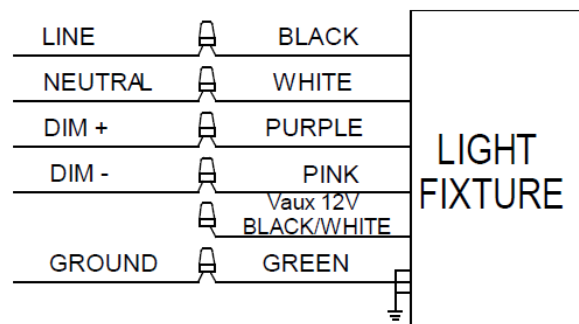 LINE BLACK
NEUTRAL WHITE
DIM + PURPLE
DIM - PINK
Vaux 12V
BLACK/WHITE
GROUND GREEN
LIGHT
FIXTURE